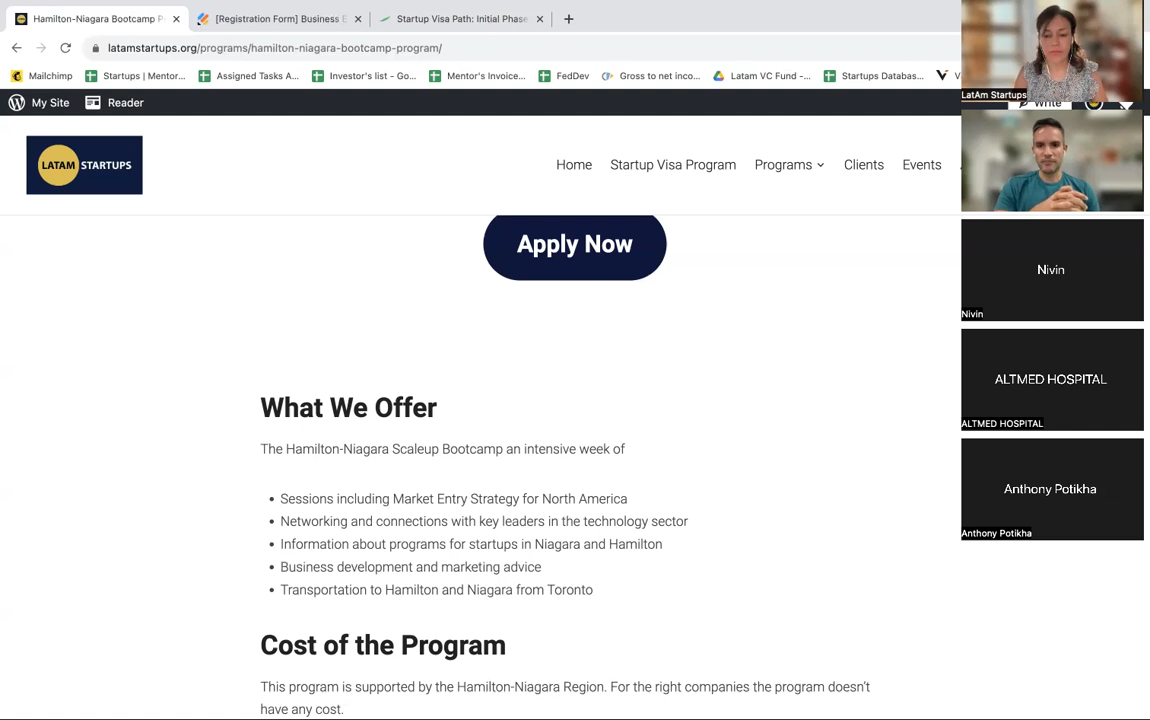 Hamilton-Niagara Bootcamp P
[Registration Form] Business E
Startup Visa Path: Initial Phase
latamstartups.org/programs/hamilton-niagara-bootcamp-program/
Mailchimp
Startups | Mentor...
Assigned Tasks A...
Investor's list - Go...
Mentor's Invoice...
FedDev
Gross to net inco...
Latam VC Fund -...
Startups Databas...
My Site
Reader
Write
LatAm Startups
LATAM STARTUPS
Home
Startup Visa Program
Programs
Clients
Events
Apply Now
Nivin
Nivin
What We Offer
The Hamilton-Niagara Scaleup Bootcamp an intensive week of
• Sessions including Market Entry Strategy for North America
• Networking and connections with key leaders in the technology sector
• Information about programs for startups in Niagara and Hamilton
• Business development and marketing advice
• Transportation to Hamilton and Niagara from Toronto
ALTMED HOSPITAL
ALTMED HOSPITAL
Anthony Potikha
Anthony Potikha
Cost of the Program
This program is supported by the Hamilton-Niagara Region. For the right companies the program doesn't
have any cost.